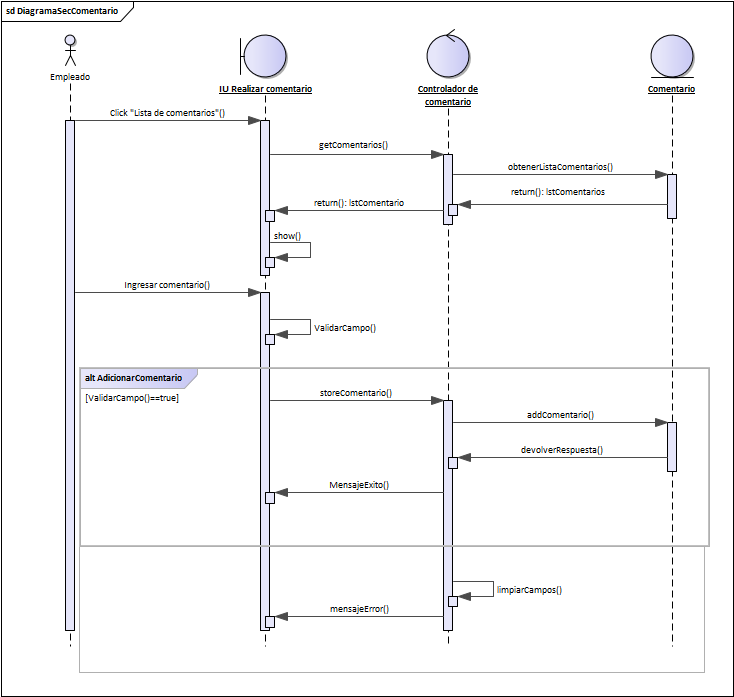 sd DiagramaSecComentario
Empleado
IU Realizar comentario
Controlador de
comentario
Comentario
Click "Lista de comentarios"()
getComentarios()
obtenerListaComentarios()
return(): lstComentarios
return(): lstComentario
show()
Ingresar comentario()
ValidarCampo()
alt AdicionarComentario
[ValidarCampo()==true]
storeComentario()
addComentario()
devolverRespuesta()
MensajeExito()
limpiarCampos()
mensajeError()